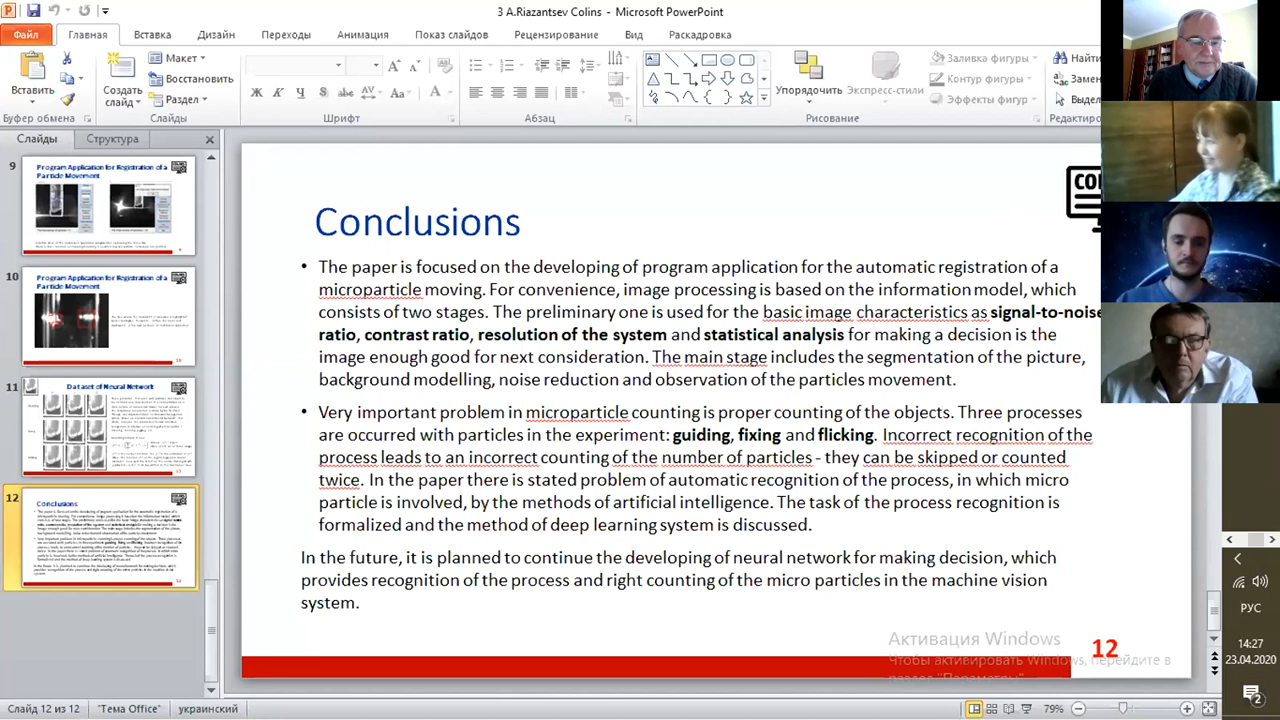 3 A.Riazantsev Colins - Microsoft PowerPoint
Файл Главная Вставка Дизайн Переходы Анимация Показ слайдов Рецензирование Вид Раскадровка
Вставить
Создать слайд
Макет
Восстановить
Раздел
Упорядочить
Экспресс-стили
Заливка фигуры
Контур фигуры
Эффекты фигур
Найти
Замен
Выдел
Буфер обмена Слайды Шрифт Абзац Рисование Редактиро
Слайды Структура
9
Program Application for Registration of a
Particle Movement
10
Program Application for Registration of a
Particle Movement
11
Dataset of Neural Network
12
Conclusions
CO
Conclusions
• The paper is focused on the developing of program application for the automatic registration of a
microparticle moving. For convenience, image processing is based on the information model, which
consists of two stages. The preliminary one is used for the basic image characteristics as signal-to-noise
ratio, contrast ratio, resolution of the system and statistical analysis for making a decision is the
image enough good for next consideration. The main stage includes the segmentation of the picture,
background modelling, noise reduction and observation of the particles movement.
• Very important problem in microparticle counting is proper counting of the objects. Three processes
are occurred with particles in the experiment: guiding, fixing and flinding. Incorrect recognition of the
process leads to an incorrect counting of the number of particles - they can be skipped or counted
twice. In the paper there is stated problem of automatic recognition of the process, in which micro
particle is involved, by the methods of artificial intelligence. The task of the process recognition is
formalized and the method of deep learning system is discussed.
In the future, it is planned to continue the developing of neural network for making decision, which
provides recognition of the process and right counting of the micro particles in the machine vision
system.
Активация Windows
Чтобы активировать Windows, перейдите в
раздел "Параметры".
12
РУС
14:27
23.04.2020
2
Слайд 12 из 12 "Тема Office" украинский 79%